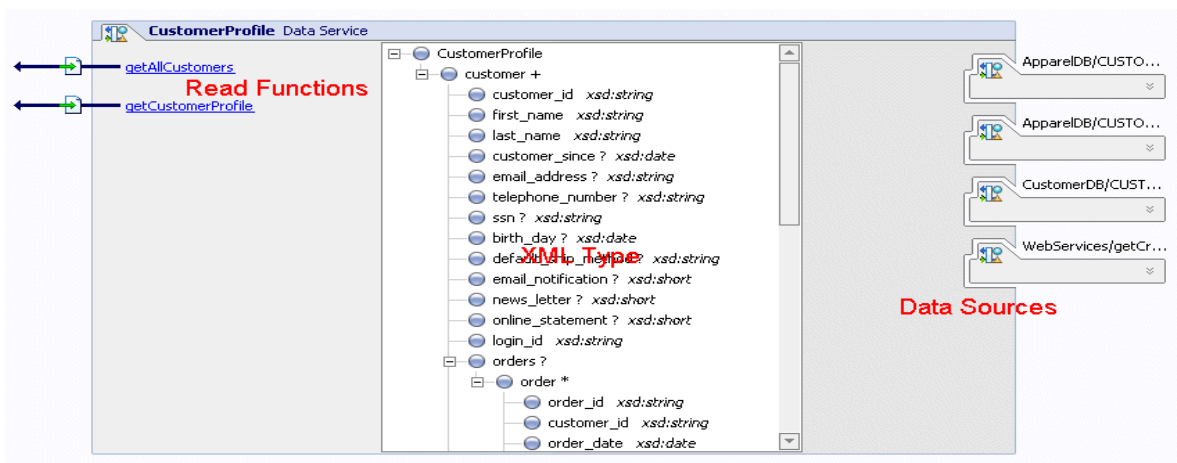 CustomerProfile Data Service
getAllCustomers
Read Functions
getCustomerProfile
CustomerProfile
customer +
customer_id xsd:string
first_name xsd:string
last_name xsd:string
customer_since ? xsd:date
email_address ? xsd:string
telephone_number ? xsd:string
ssn ? xsd:string
birth_day ? xsd:date
XML Type
default_ship_method ? xsd:string
email_notification ? xsd:short
news_letter ? xsd:short
online_statement ? xsd:short
login_id xsd:string
orders ?
order *
order_id xsd:string
customer_id xsd:string
order_date xsd:date
ApparelDB/CUSTO...
ApparelDB/CUSTO...
CustomerDB/CUST...
WebServices/getCr...
Data Sources